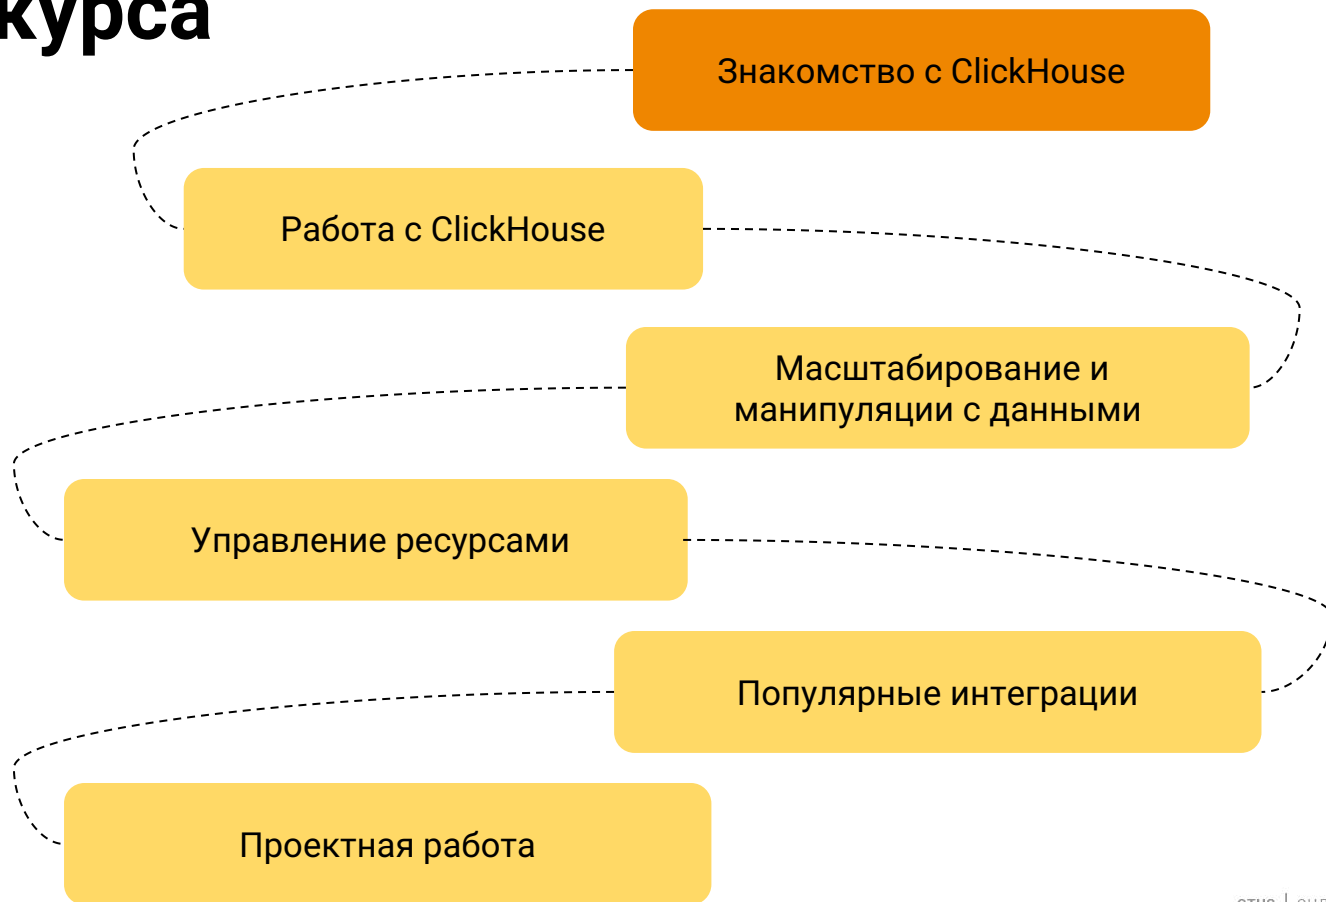 курса
Знакомство с ClickHouse
Работа с ClickHouse
Масштабирование и
манипуляции с данными
Управление ресурсами
Популярные интеграции
Проектная работа